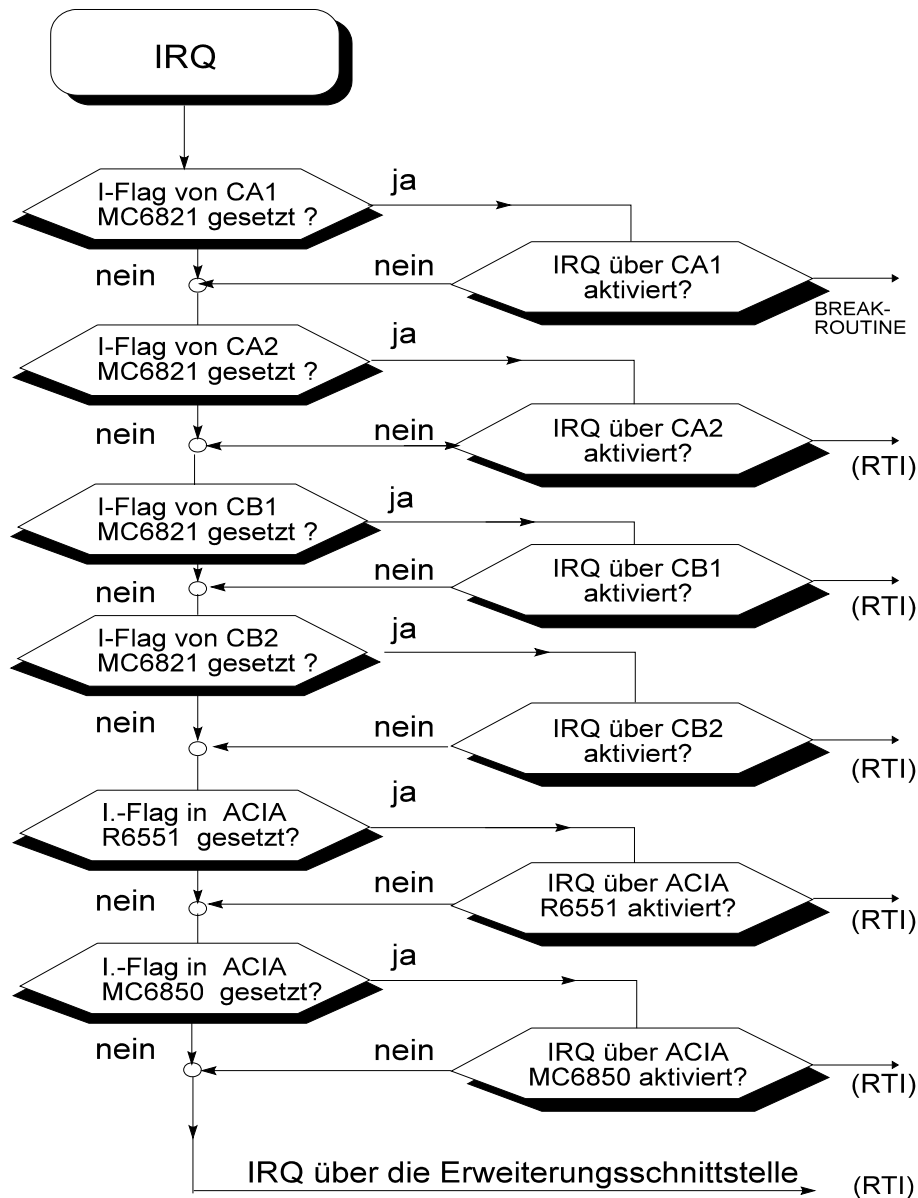 IRQ
I-Flag von CA1
MC6821 gesetzt ?
ja
nein
nein
IRQ über CA1
aktiviert?
BREAK-
ROUTINE
I-Flag von CA2
MC6821 gesetzt ?
ja
nein
nein
IRQ über CA2
aktiviert?
(RTI)
I-Flag von CB1
MC6821 gesetzt ?
ja
nein
nein
IRQ über CB1
aktiviert?
(RTI)
I-Flag von CB2
MC6821 gesetzt ?
ja
nein
nein
IRQ über CB2
aktiviert?
(RTI)
I.-Flag in ACIA
R6551 gesetzt?
ja
nein
nein
IRQ über ACIA
R6551 aktiviert?
(RTI)
I.-Flag in ACIA
MC6850 gesetzt?
ja
nein
nein
IRQ über ACIA
MC6850 aktiviert?
(RTI)
IRQ über die Erweiterungsschnittstelle
(RTI)